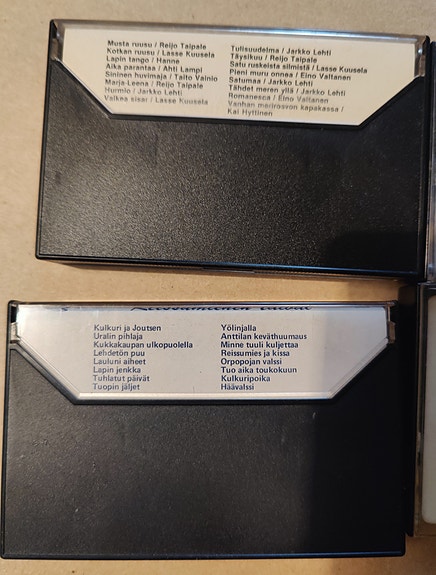 Musta ruusu / Reijo Taipale
Kotkan ruusu / Lasse Kuusela
Lapin tango / Hanne
Aika parantaa / Ahti Lampi
Sininen huvimaja / Taito Vainio
Marja-Leena / Reijo Taipale
Hurmio / Jarkko Lehti
Valkea sisar / Lasse Kuusela
Tulisuudelma / Jarkko Lehti
Täysikuu / Reijo Taipale
Satu ruskeista silmistä / Lasse Kuusela
Pieni muru onnea / Eino Valtanen
Satumaa / Jarkko Lehti
Tähdet meren yllä / Jarkko Lehti
Romanesca / Eino Valtanen
Vanhan merirosvon kapakassa /
Kai Hyttinen
Kulkuri ja Joutsen
Uralin pihlaja
Kukkakaupan ulkopuolella
Lehdetön puu
Lauluni aiheet
Lapin jenkka
Tuhlatut päivät
Tuopin jäljet
Yölinjalla
Anttilan keväthuumaus
Minne tuuli kuljettaa
Reissumies ja kissa
Orpopojan valssi
Tuo aika toukokuun
Kulkuripoika
Häävalssi